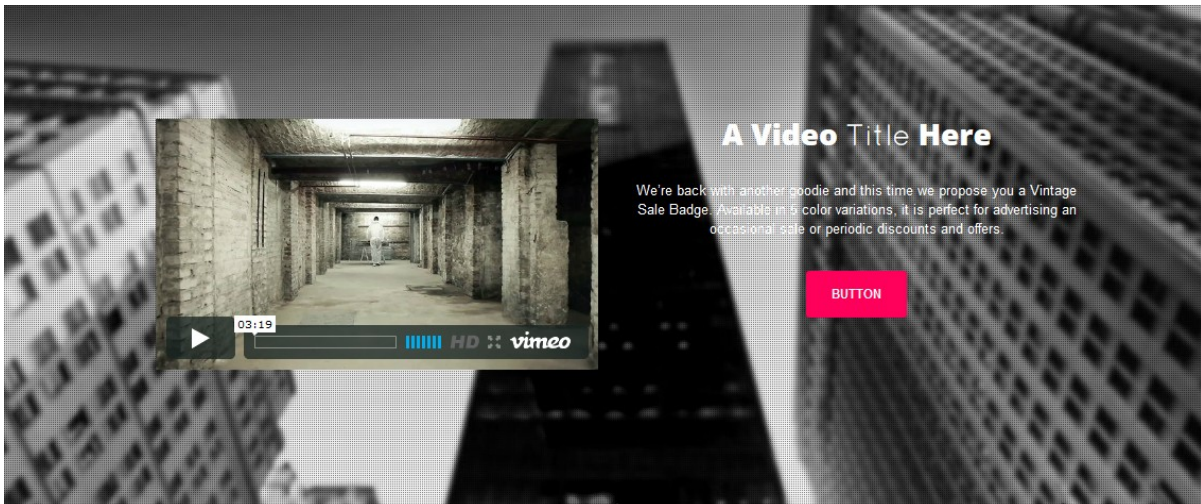 A Video Title Here
We're back with another goodie and this time we propose you a Vintage
Sale Badge. Available in 5 color variations, it is perfect for advertising an
occasional sale or periodic discounts and offers.
BUTTON
03:19
HD vimeo